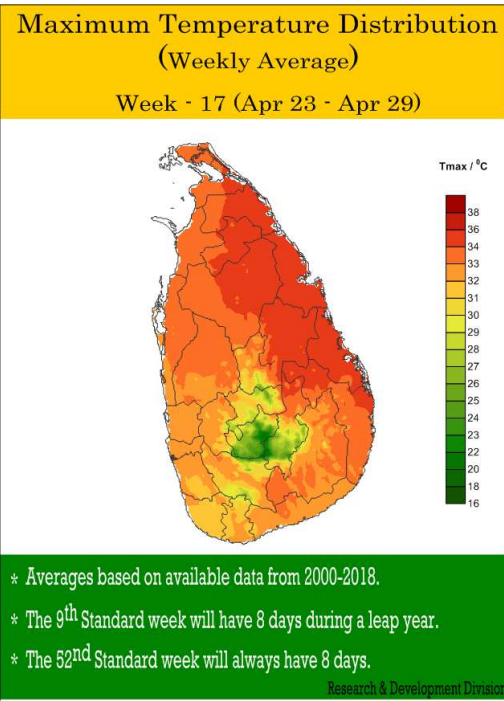 Maximum Temperature Distribution
(Weekly Average)
Week - 17 (Apr 23 - Apr 29)
Tmax / ⁰C
38
36
34
33
32
31
30
29
28
26
25
24
23
22
20
18
16
* Averages based on available data from 2000-2018.
* The 9th Standard week will have 8 days during a leap year.
* The 52nd Standard week will always have 8 days.
Research & Development Division